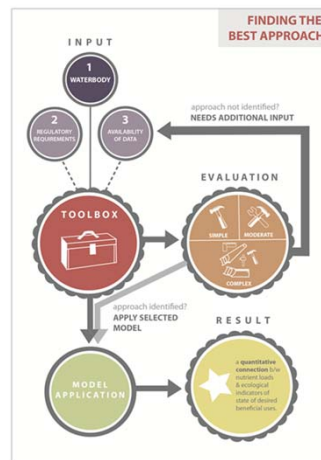 FINDING THE
BEST APPROACH
INPUT
1
WATERBODY
2
REGULATORY
REQUIREMENTS
3
AVAILABILITY
OF DATA
approach not identified?
NEEDS ADDITIONAL INPUT
TOOLBOX
EVALUATION
SIMPLE
MODERATE
COMPLEX
approach identified?
APPLY SELECTED
MODEL
RESULT
MODEL
APPLICATION
a quantitative
connection b/w
nutrient loads
& ecological
indicators of
state of desired
beneficial uses.